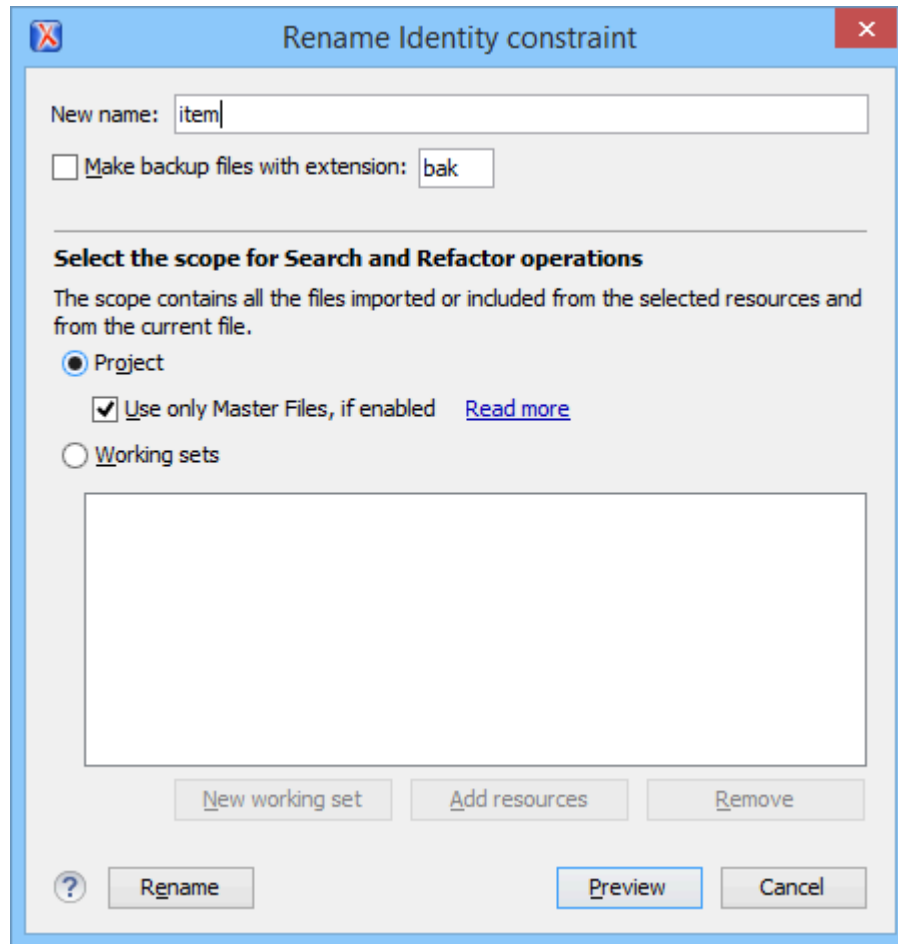 Rename Identity constraint
New name: item
Make backup files with extension: bak
Select the scope for Search and Refactor operations
The scope contains all the files imported or included from the selected resources and
from the current file.
Project
Use only Master Files, if enabled Read more
Working sets
New working set Add resources Remove
? Rename Preview Cancel